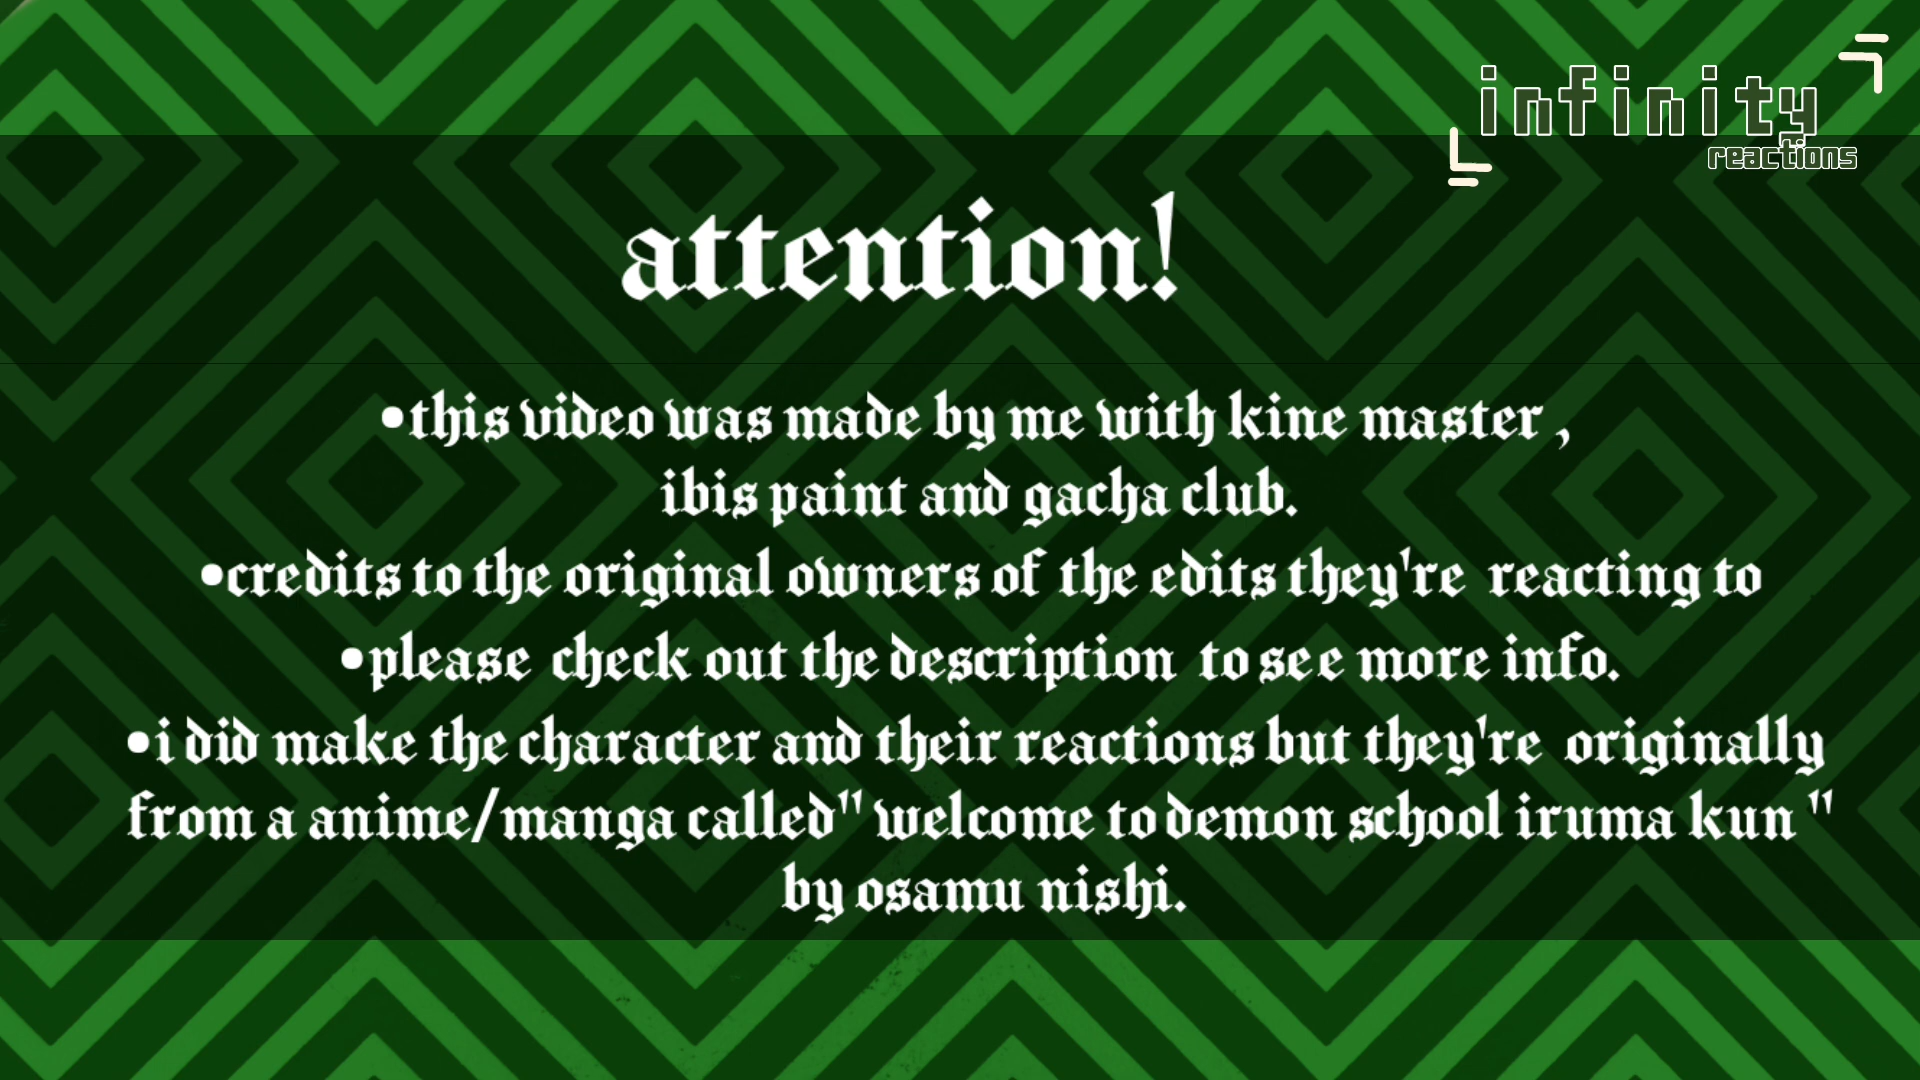 infinity
reactions
attention!
•this video was made by me with kine master ,
ibis paint and gacha club.
•credits to the original owners of the edits they're reacting to
•please check out the description to see more info.
•i did make the character and their reactions but they're originally
from a anime/manga called" welcome to demon school iruma kun "
by osamu nishi.